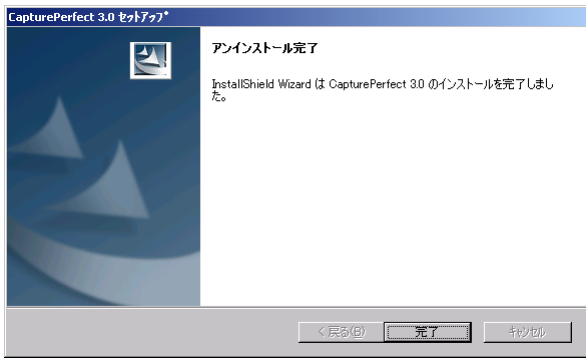 CapturePerfect 3.0 ｾｯﾄｱｯﾌﾟ
アンインストール完了
InstallShield Wizard は CapturePerfect 3.0 のインストールを完了しまし
た。
< 戻る(B)
完了
キャンセル